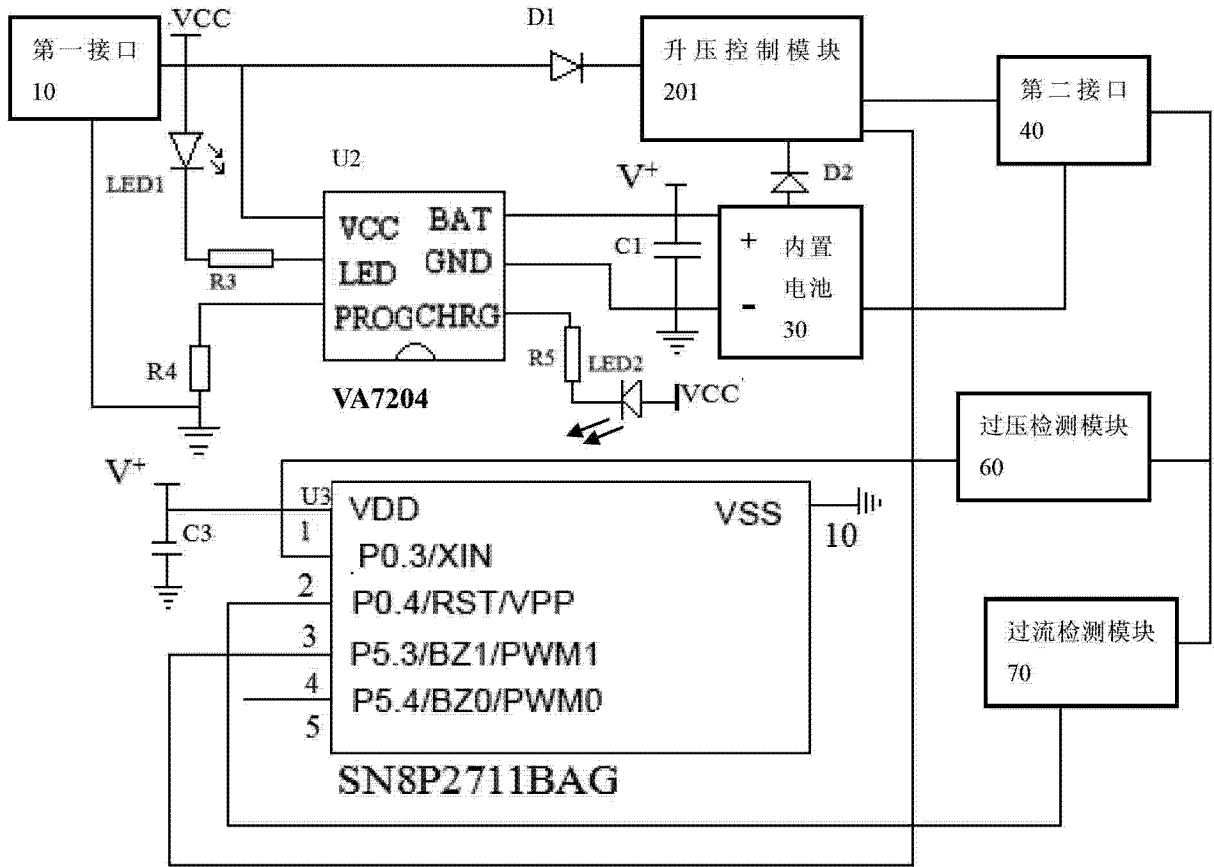 VCC
D1
第一接口
10
升压控制模块
201
第二接口
40
LED1
U2
V+
D2
VCC
BAT
LED
GND
PROG
CHRG
R3
C1
+
-
内置
电池
30
R4
R5
LED2
VCC
VA7204
过压检测模块
60
V+
C3
U3
VDD
VSS
1
10
P0.3/XIN
2
P0.4/RST/VPP
3
P5.3/BZ1/PWM1
4
P5.4/BZ0/PWM0
5
过流检测模块
70
SN8P2711BAG